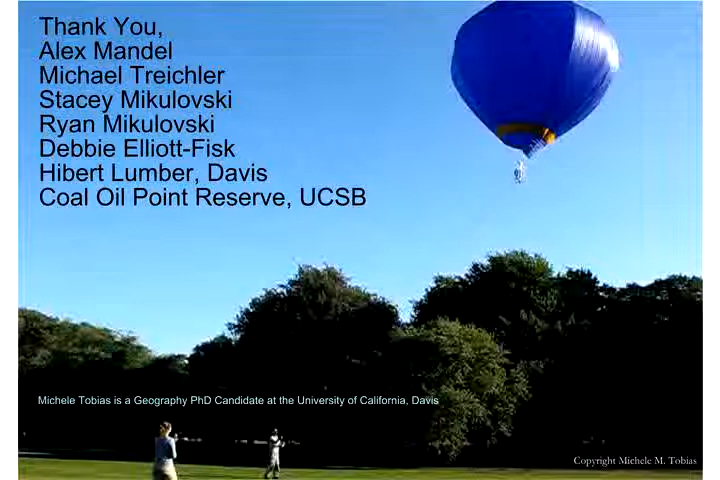 Thank You,
Alex Mandel
Michael Treichler
Stacey Mikulovski
Ryan Mikulovski
Debbie Elliott-Fisk
Hibert Lumber, Davis
Coal Oil Point Reserve, UCSB
Michele Tobias is a Geography PhD Candidate at the University of California, Davis
Copyright Michele M. Tobias